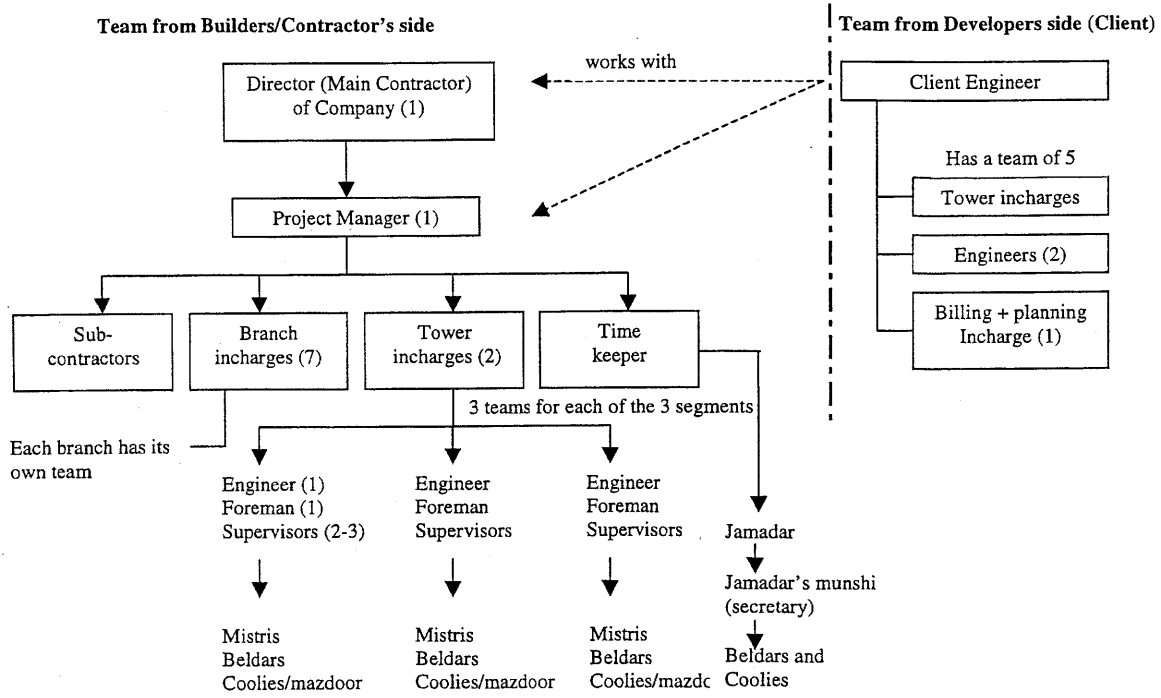 Team from Builders/Contractor's side
Team from Developers side (Client)
works with
Director (Main Contractor)
of Company (1)
Client Engineer
Has a team of 5
Tower incharges
Project Manager (1)
Engineers (2)
Billing + planning
Incharge (1)
Sub-
contractors
Branch
incharges (7)
Tower
incharges (2)
Time
keeper
3 teams for each of the 3 segments
Each branch has its
own team
Engineer (1)
Foreman (1)
Supervisors (2-3)
Engineer
Foreman
Supervisors
Engineer
Foreman
Supervisors
Jamadar
Jamadar's munshi
(secretary)
Mistris
Beldars
Coolies/mazdoor
Mistris
Beldars
Coolies/mazdoor
Mistris
Beldars
Coolies/mazdc
Beldars and
Coolies